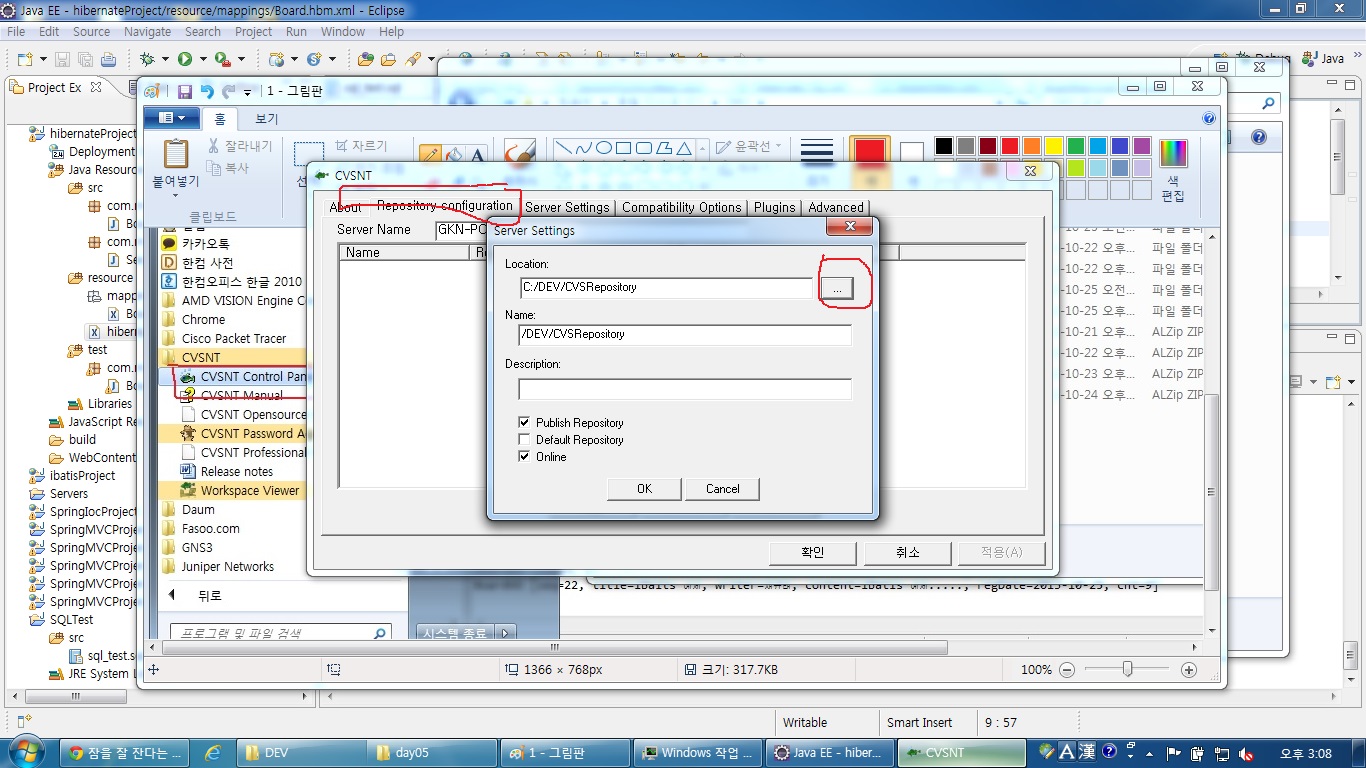 Java EE - hibernateProject/resource/mappings/Board.hbm.xml - Eclipse
File Edit Source Navigate Search Project Run Window Help
Debug
Java
Project Ex
1 - 그림판
홈
보기
붙여넣기
잘라내기
복사
클립보드
자르기
윤곽선
색
편집
hibernateProject
Deployment
Java Resourc
src
com.
com.
resource
mapp
hiber
test
com.
Libraries
JavaScript Re
build
WebContent
ibatisProject
Servers
SpringIocProject
SpringMVCProje
SpringMVCProje
SpringMVCProje
SpringMVCProje
SpringMVCProje
SQLTest
src
sql_test.s
JRE System L
카카오톡
한컴 사전
한컴오피스 한글 2010
AMD VISION Engine C
Chrome
Cisco Packet Tracer
CVSNT
CVSNT Control Pan
CVSNT Manual
CVSNT Opensource
CVSNT Password A
CVSNT Professional
Release notes
Workspace Viewer
Daum
Fasoo.com
GNS3
Juniper Networks
뒤로
프로그램 및 파일 검색
시스템 종료
CVSNT
About
Repository configuration
Server Settings
Compatibility Options
Plugins
Advanced
Server Name
GKN-PC
Name
확인
취소
적용(A)
Server Settings
Location:
C:/DEV/CVSRepository
...
Name:
/DEV/CVSRepository
Description:
Publish Repository
Default Repository
Online
OK
Cancel
-10-22 오후... 파일 폴더
-10-22 오후... 파일 폴더
-10-25 오전... 파일 폴더
-10-25 오후... 파일 폴더
-10-21 오후... ALZip ZIP
-10-22 오후... ALZip ZIP
-10-23 오후... ALZip ZIP
-10-24 오후... ALZip ZIP
1366 × 768px
크기: 317.7KB
100%
Writable
Smart Insert
9 : 57
잠을 잘 잔다는 ...
DEV
day05
1 - 그림판
Windows 작업 ...
Java EE - hiber...
CVSNT
A 漢
오후 3:08